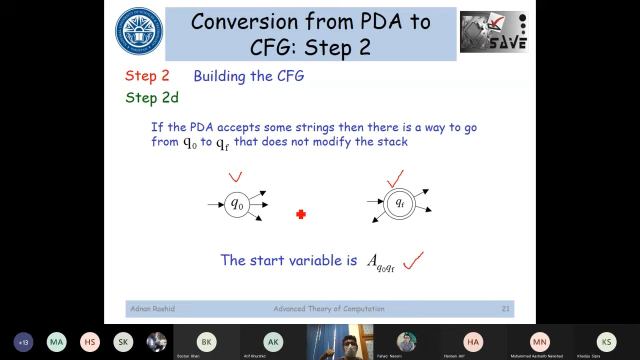 Conversion from PDA to
CFG: Step 2
SAVE
Step 2 Building the CFG
Step 2d
If the PDA accepts some strings then there is a way to go
from q0 to qf that does not modify the stack
q0
qf
The start variable is Aq0qf
Adnan Rashid Advanced Theory of Computation 21
+13 MA HS SK BK AK HA MN KS